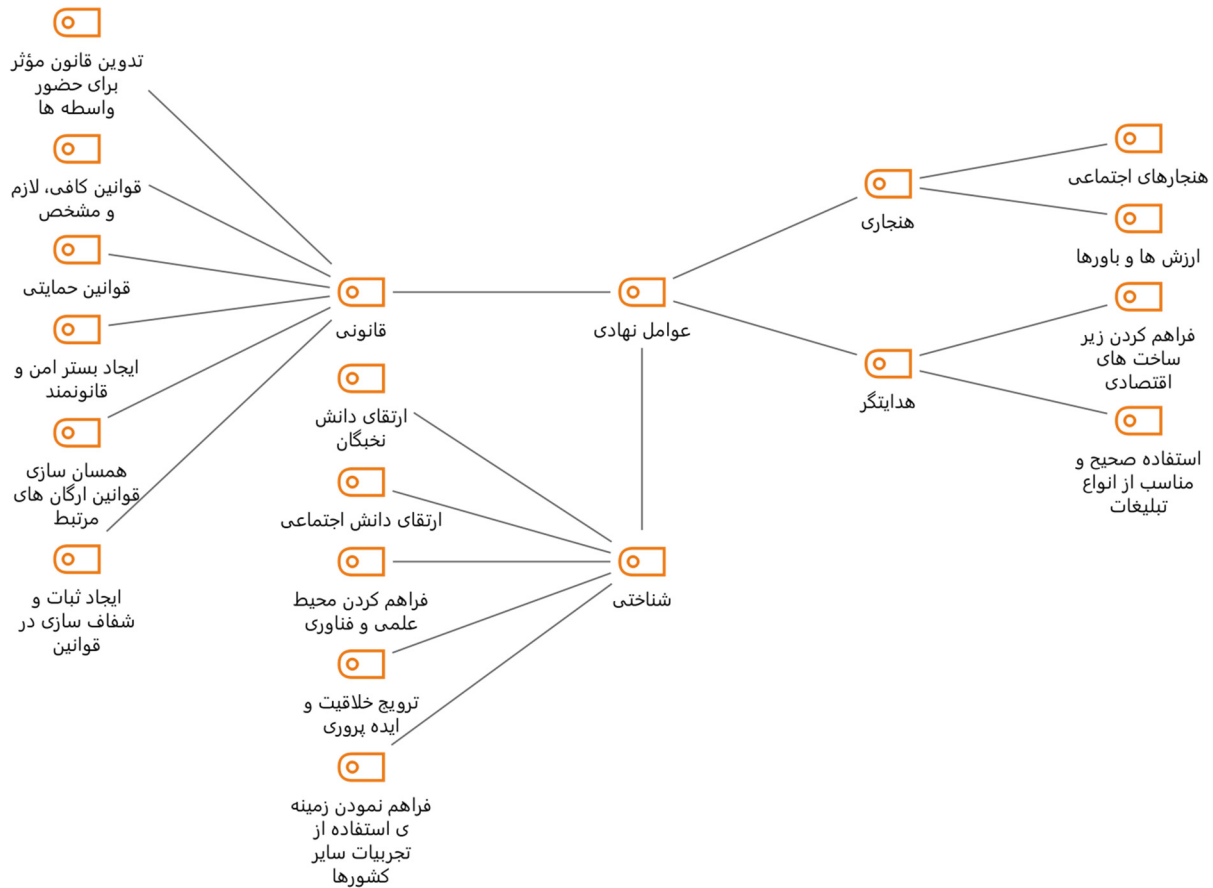 تدوین قانون مؤثر
برای حضور
واسطه ها
قوانین کافی، لازم
و مشخص
قوانین حمایتی
ایجاد بستر امن و
قانونمند
همسان سازی
قوانین ارگان های
مرتبط
ایجاد ثبات و
شفاف سازی در
قوانین
قانونی
ارتقای دانش
نخبگان
ارتقای دانش اجتماعی
فراهم کردن محیط
علمی و فناوری
ترویج خلاقیت و
ایده پروری
فراهم نمودن زمینه
ی استفاده از
تجربیات سایر
کشورها
عوامل نهادی
شناختی
هنجاری
هدایتگر
هنجارهای اجتماعی
ارزش ها و باورها
فراهم کردن زیر
ساخت های
اقتصادی
استفاده صحیح و
مناسب از انواع
تبلیغات